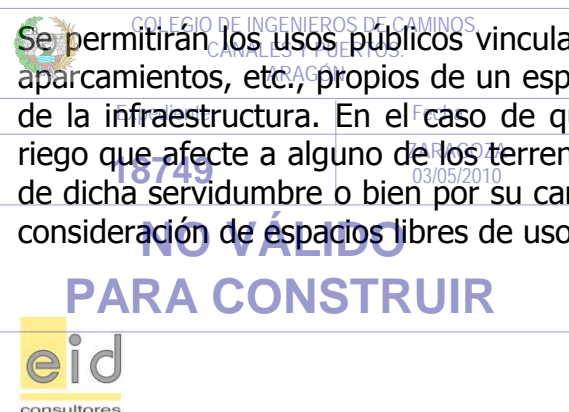 COLEGIO DE INGENIEROS DE CAMINOS,
CANALES Y PUERTOS.
ARAGÓN
Expediente
Fecha
18749
ZARAGOZA
03/05/2010
NO VÁLIDO
PARA CONSTRUIR
Se permitirán los usos públicos vincula
aparcamientos, etc., propios de un esp
de la infraestructura. En el caso de q
riego que afecte a alguno de los terren
de dicha servidumbre o bien por su ca
consideración de espacios libres de uso
eid
consultores